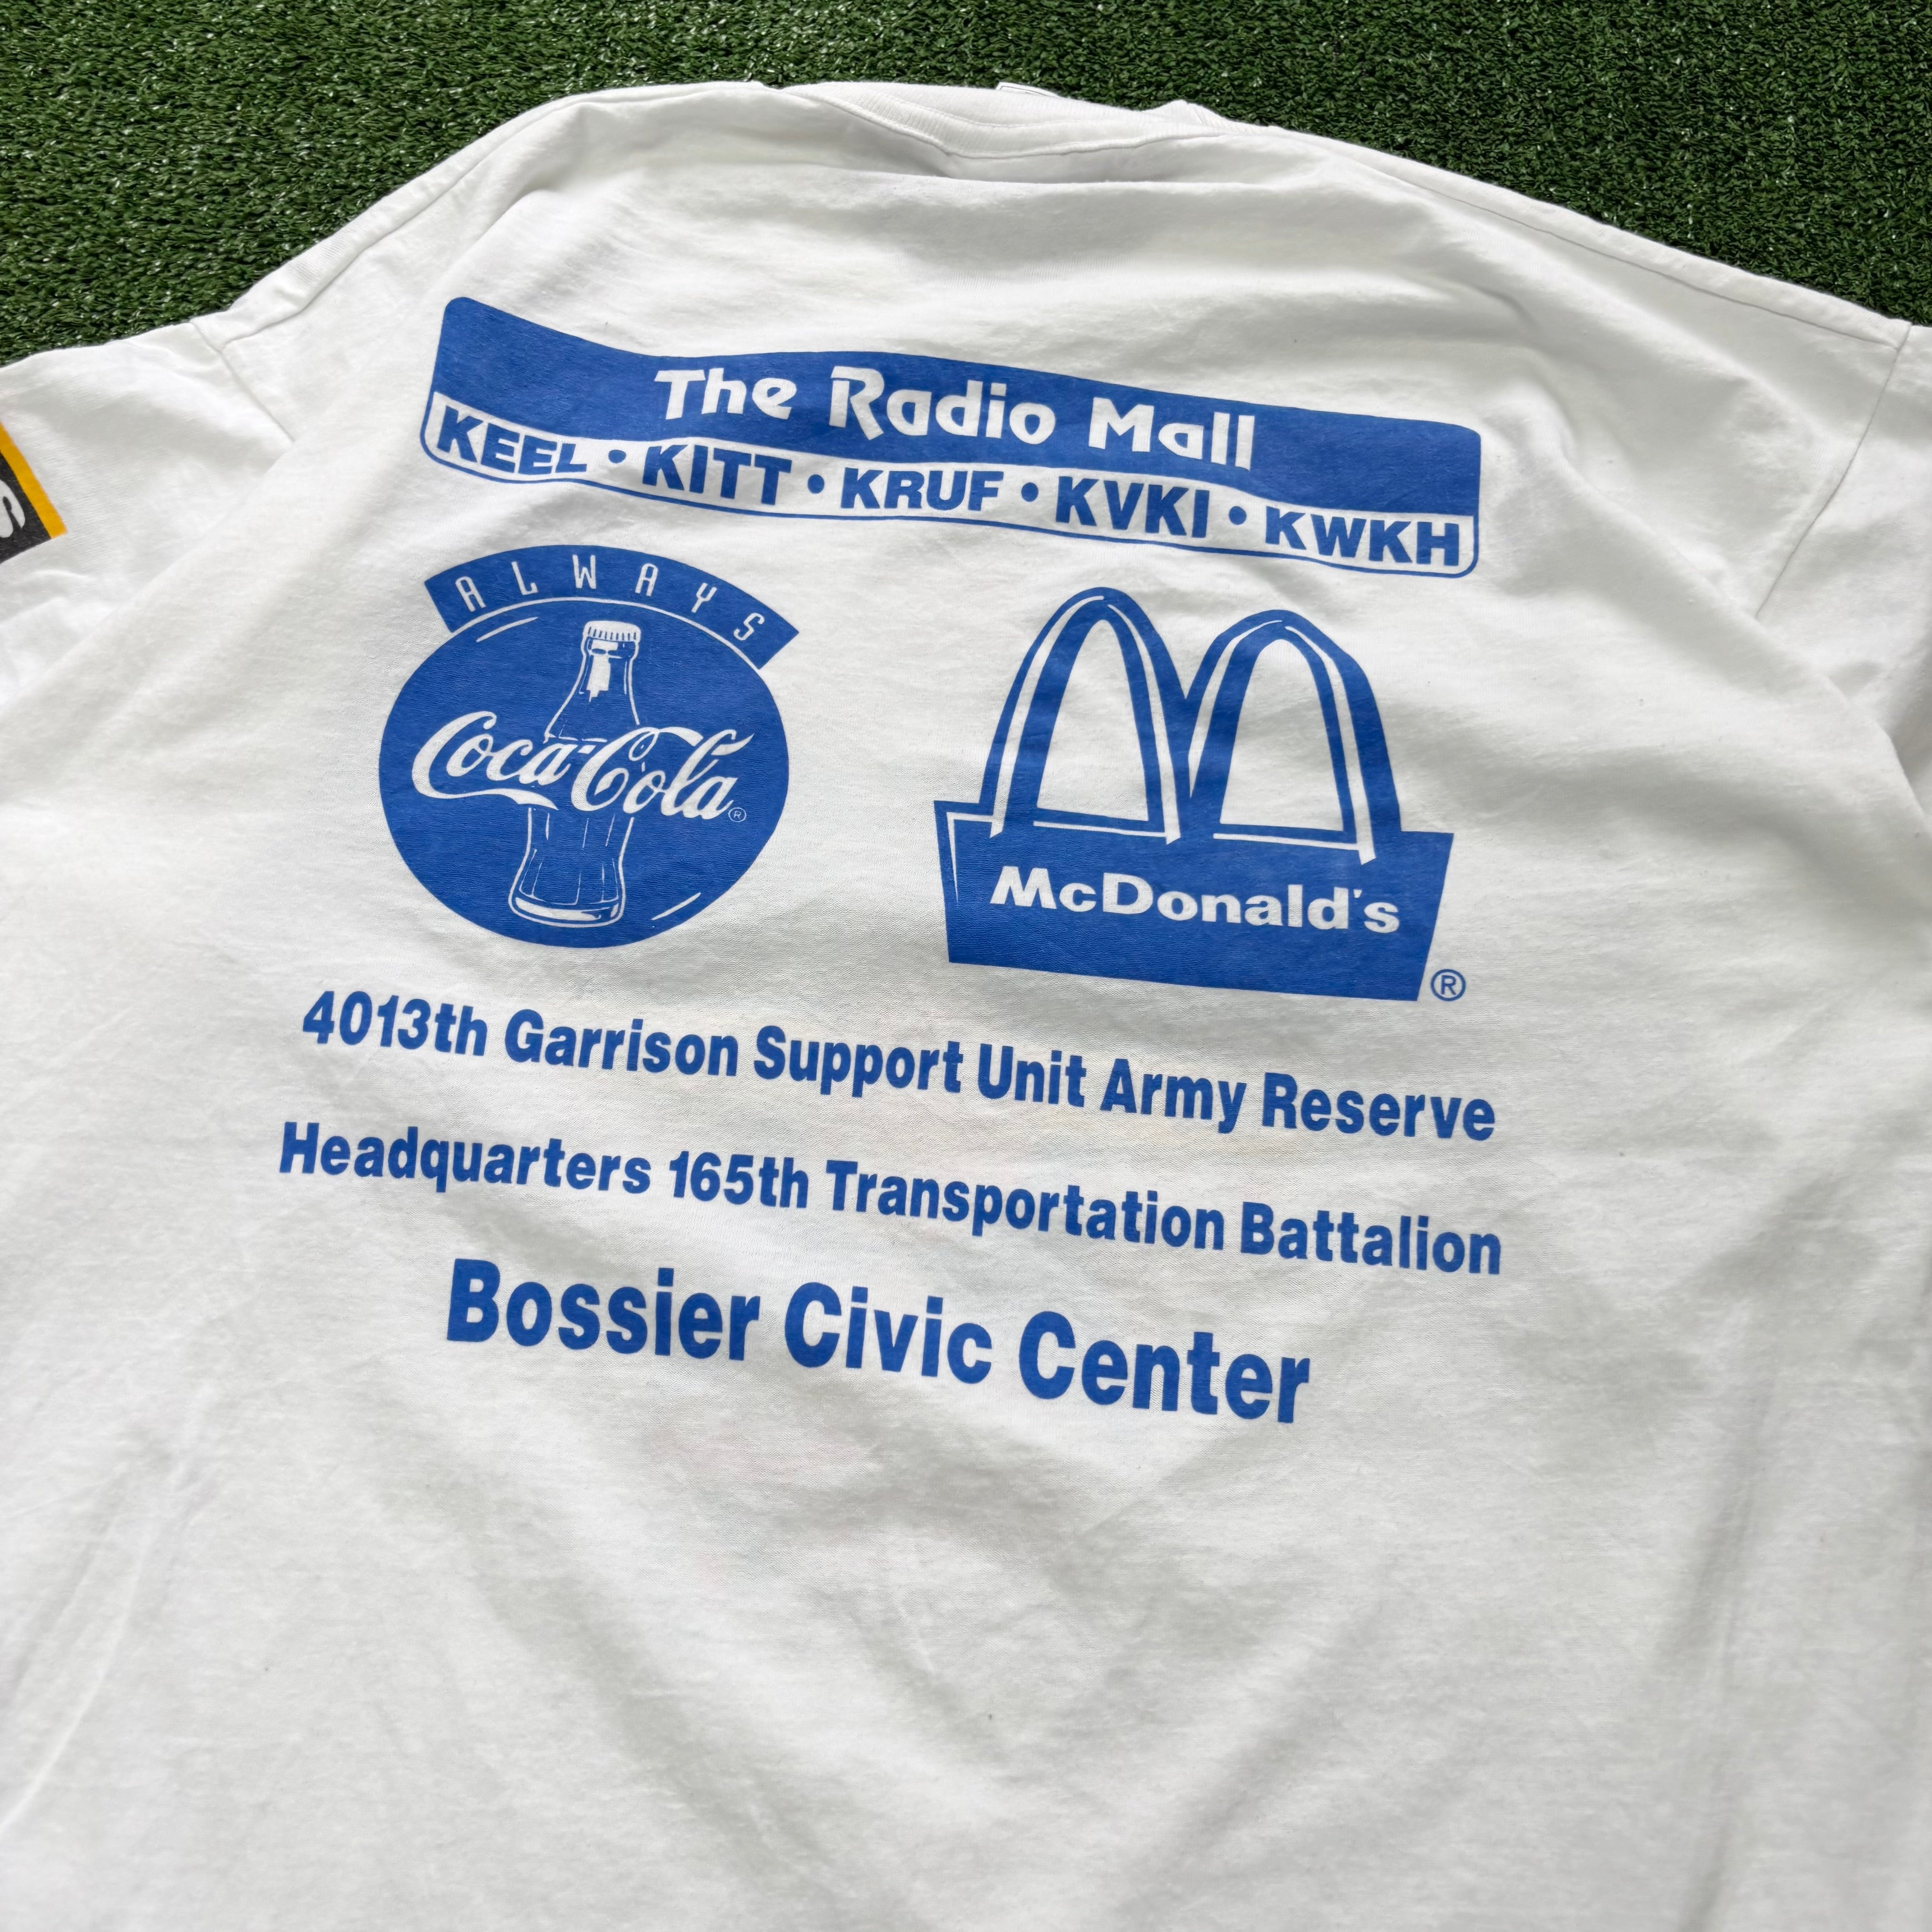 The Radio Mall
KEEL • KITT • KRUF • KVKI • KWKH
ALWAYS
Coca-Cola®
McDonald's
®
4013th Garrison Support Unit Army Reserve
Headquarters 165th Transportation Battalion
Bossier Civic Center